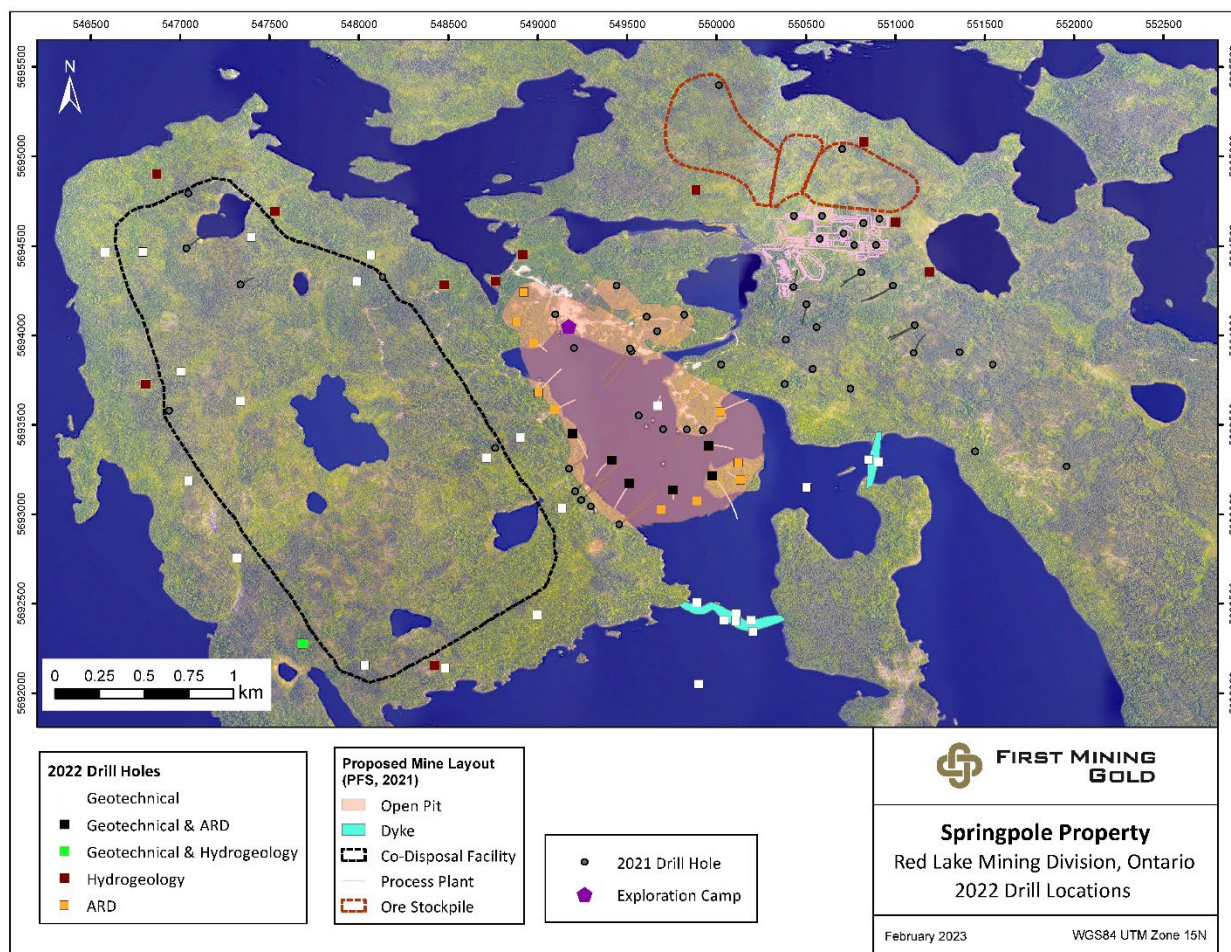 546500 547000 547500 548000 548500 549000 549500 550000 550500 551000 551500 552000 552500
N
5695500
5695000
5694500
5694000
5693500
5693000
5692500
5692000
0 0.25 0.5 0.75 1
km
2022 Drill Holes
Geotechnical
Geotechnical & ARD
Geotechnical & Hydrogeology
Hydrogeology
ARD
Proposed Mine Layout
(PFS, 2021)
Open Pit
Dyke
Co-Disposal Facility
Process Plant
Ore Stockpile
2021 Drill Hole
Exploration Camp
FIRST MINING
GOLD
Springpole Property
Red Lake Mining Division, Ontario
2022 Drill Locations
February 2023 WGS84 UTM Zone 15N